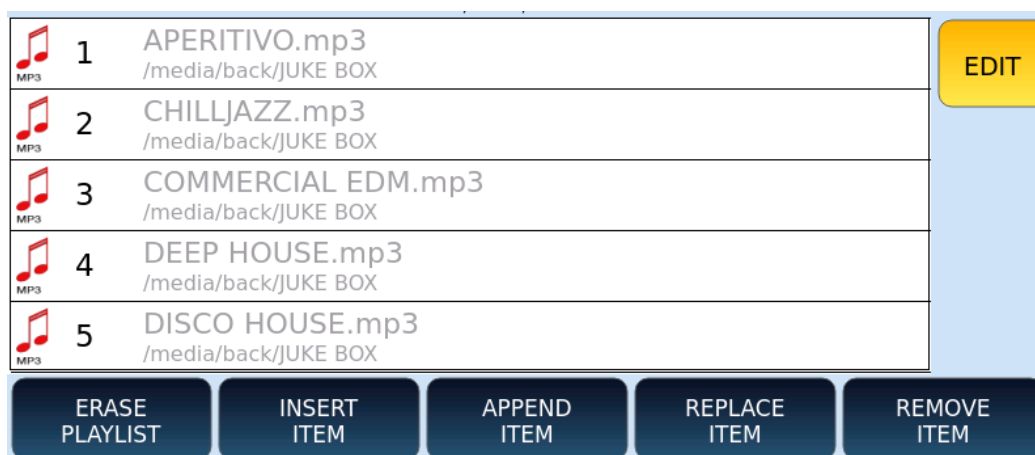 MP3
1
APERITIVO.mp3
/media/back/JUKE BOX
EDIT
MP3
2
CHILLJAZZ.mp3
/media/back/JUKE BOX
MP3
3
COMMERCIAL EDM.mp3
/media/back/JUKE BOX
MP3
4
DEEP HOUSE.mp3
/media/back/JUKE BOX
MP3
5
DISCO HOUSE.mp3
/media/back/JUKE BOX
ERASE
PLAYLIST
INSERT
ITEM
APPEND
ITEM
REPLACE
ITEM
REMOVE
ITEM